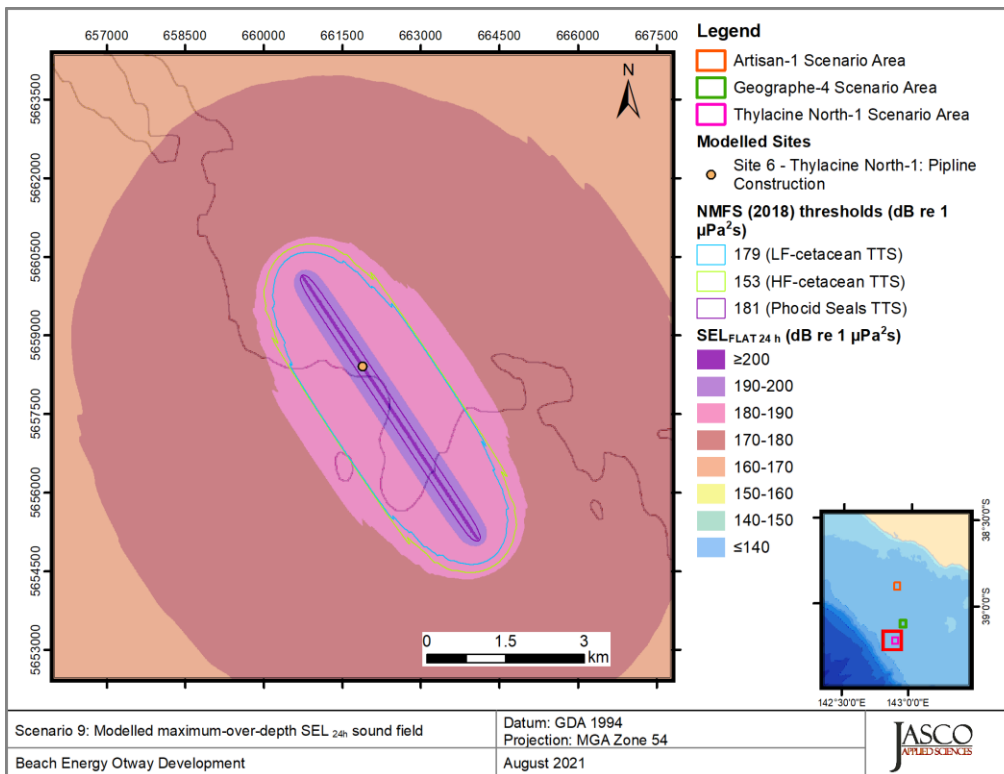 657000 658500 660000 661500 663000 664500 666000 667500
5663500
5662000
5660500
5659000
5657500
5656000
5654500
5653000
N
0 1.5 3
km
Legend
Artisan-1 Scenario Area
Geographe-4 Scenario Area
Thylacine North-1 Scenario Area
Modelled Sites
Site 6 - Thylacine North-1: Pipline
Construction
NMFS (2018) thresholds (dB re 1
µPa²s)
179 (LF-cetacean TTS)
153 (HF-cetacean TTS)
181 (Phocid Seals TTS)
SELFLAT 24 h (dB re 1 µPa²s)
≥200
190-200
180-190
170-180
160-170
150-160
140-150
≤140
38°30'0"S
39°0'0"S
142°30'0"E 143°0'0"E
Scenario 9: Modelled maximum-over-depth SEL 24h sound field
Datum: GDA 1994
Projection: MGA Zone 54
Beach Energy Otway Development
August 2021
JASCO
APPLIED SCIENCES